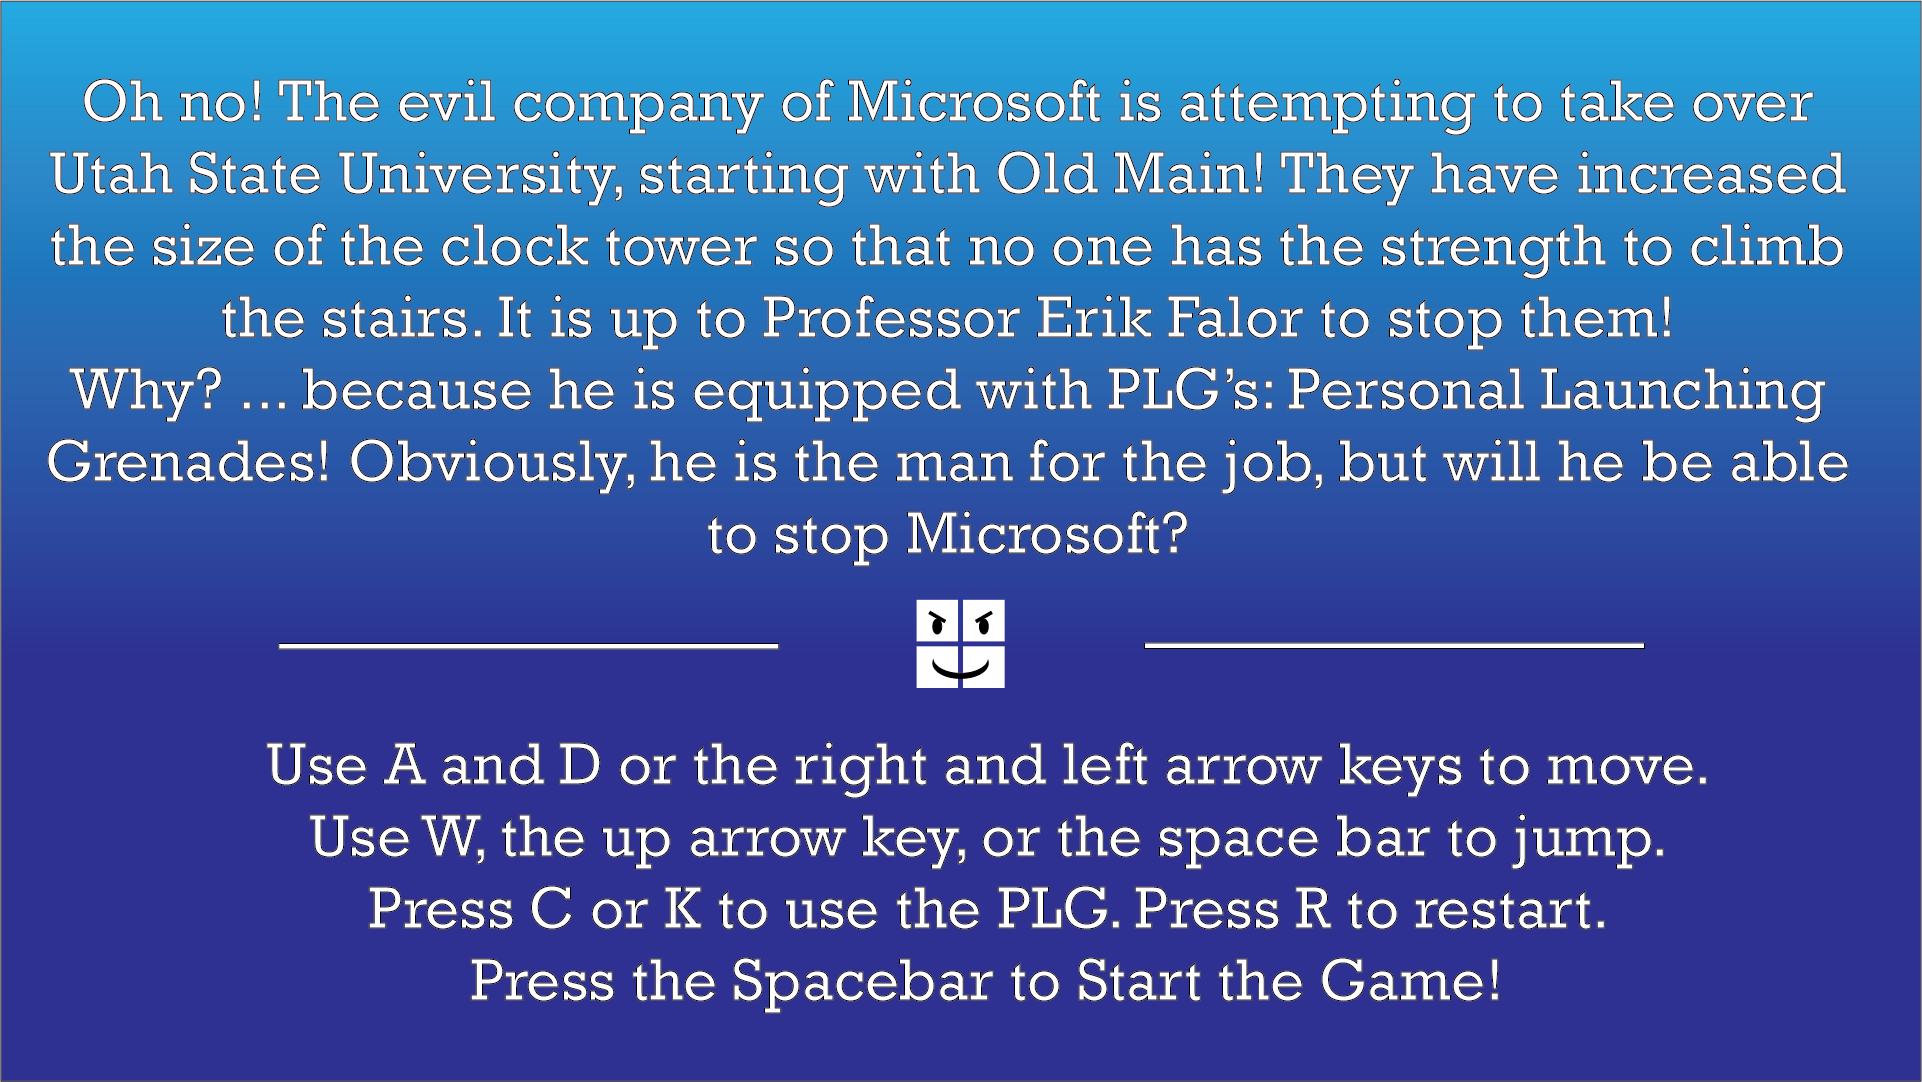 Oh no! The evil company of Microsoft is attempting to take over
Utah State University, starting with Old Main! They have increased
the size of the clock tower so that no one has the strength to climb
the stairs. It is up to Professor Erik Falor to stop them!
Why? ... because he is equipped with PLG’s: Personal Launching
Grenades! Obviously, he is the man for the job, but will he be able
to stop Microsoft?
Use A and D or the right and left arrow keys to move.
Use W, the up arrow key, or the space bar to jump.
Press C or K to use the PLG. Press R to restart.
Press the Spacebar to Start the Game!